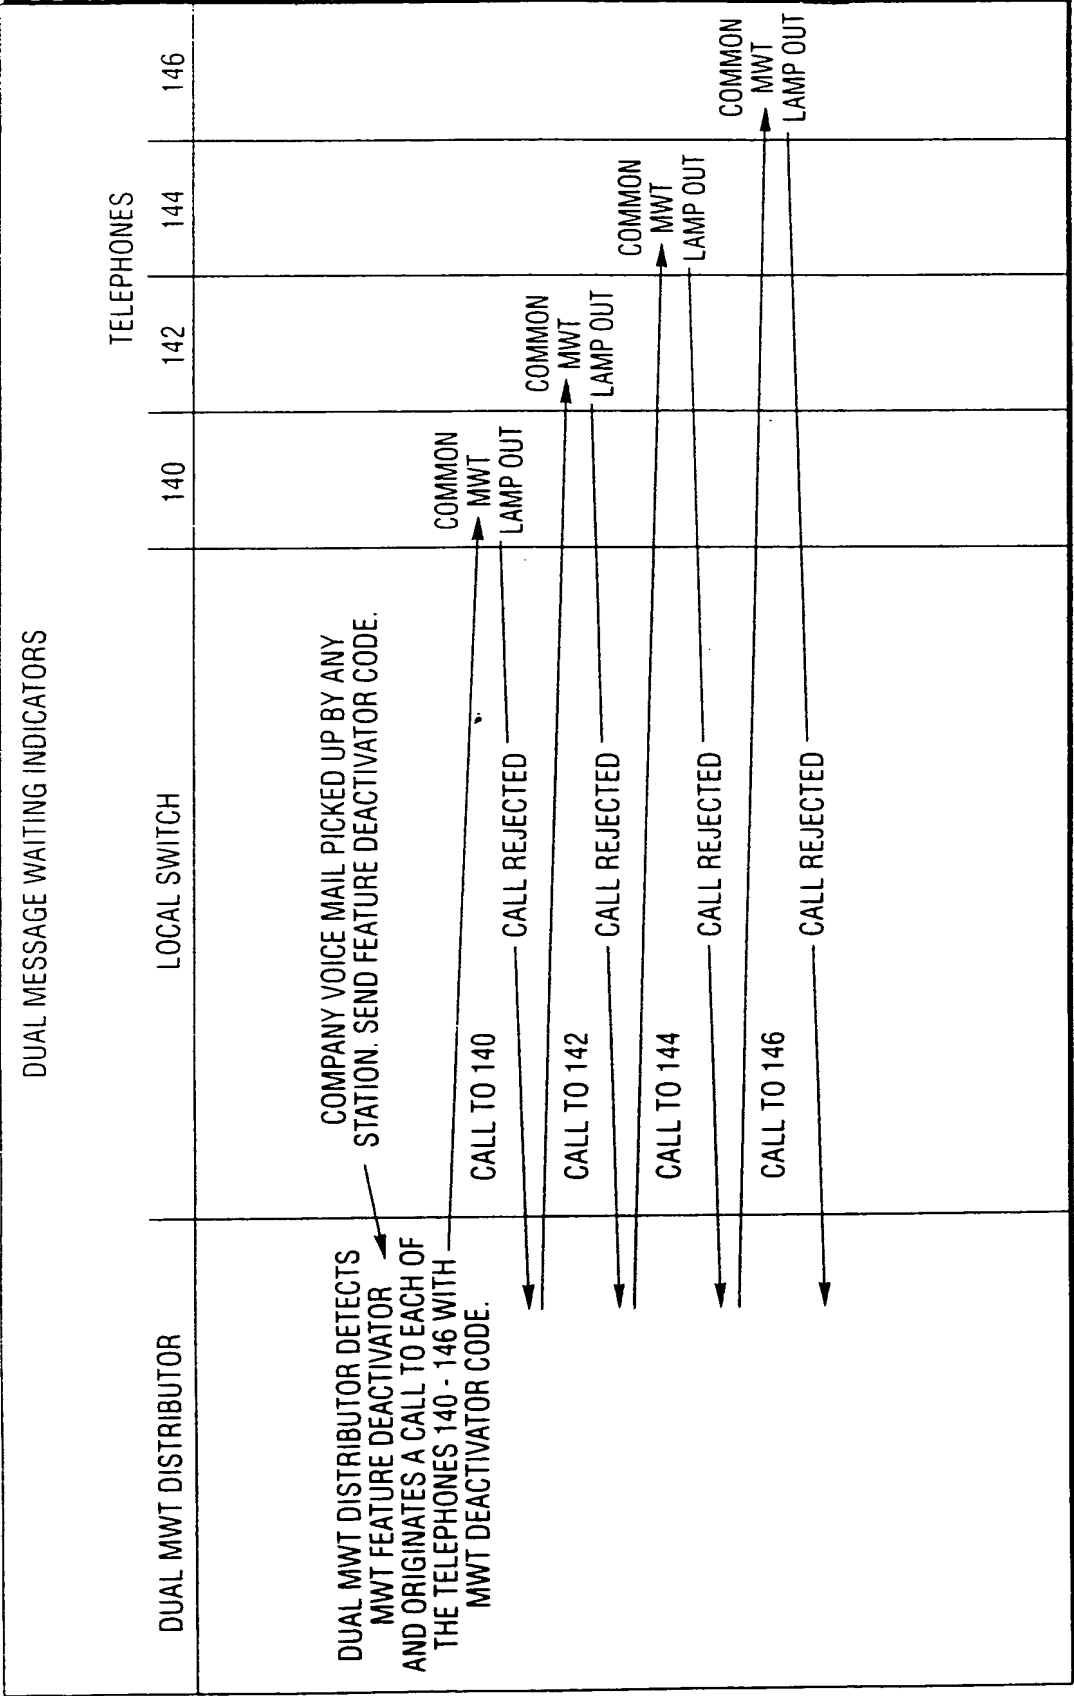 DUAL MESSAGE WAITING INDICATORS
DUAL MWT DISTRIBUTOR
LOCAL SWITCH
TELEPHONES
140
142
144
146
COMPANY VOICE MAIL PICKED UP BY ANY
STATION. SEND FEATURE DEACTIVATOR CODE.
DUAL MWT DISTRIBUTOR DETECTS
MWT FEATURE DEACTIVATOR
AND ORIGINATES A CALL TO EACH OF
THE TELEPHONES 140 - 146 WITH
MWT DEACTIVATOR CODE.
CALL TO 140
COMMON
MWT
LAMP OUT
CALL REJECTED
CALL TO 142
COMMON
MWT
LAMP OUT
CALL REJECTED
CALL TO 144
COMMON
MWT
LAMP OUT
CALL REJECTED
CALL TO 146
COMMON
MWT
LAMP OUT
CALL REJECTED